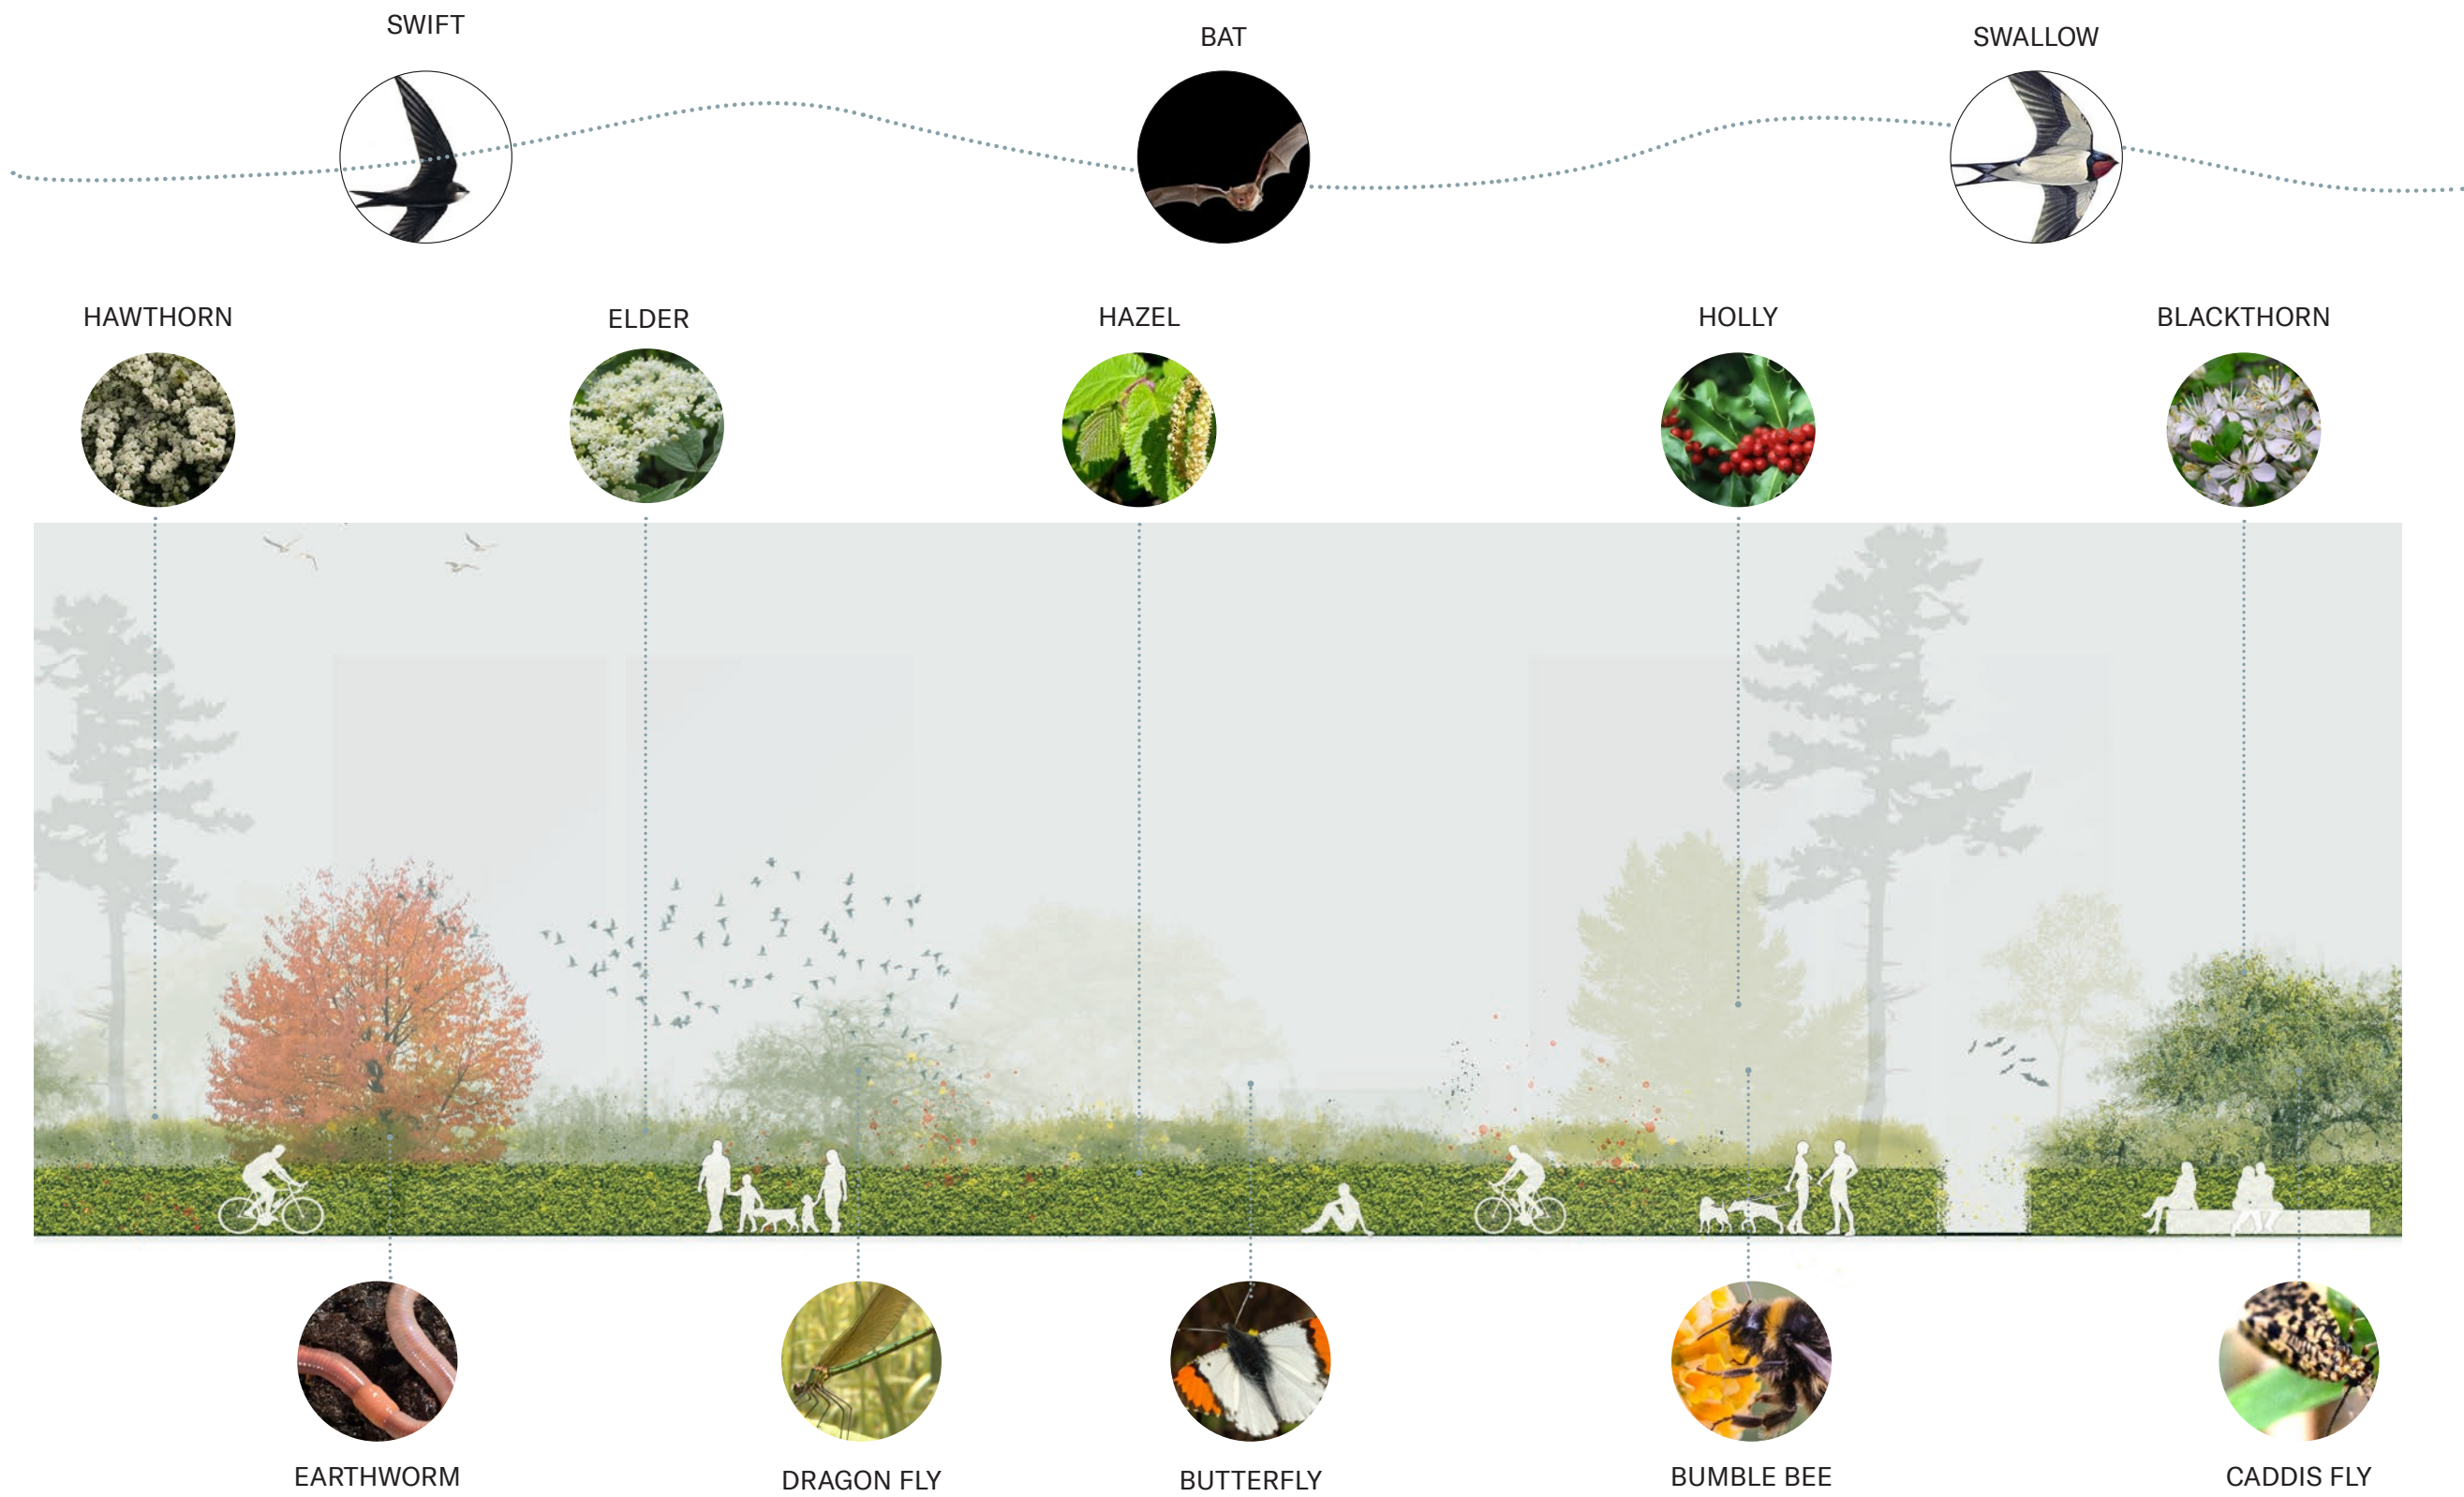 SWIFT
BAT
SWALLOW
HAWTHORN
ELDER
HAZEL
HOLLY
BLACKTHORN
EARTHWORM
DRAGON FLY
BUTTERFLY
BUMBLE BEE
CADDIS FLY